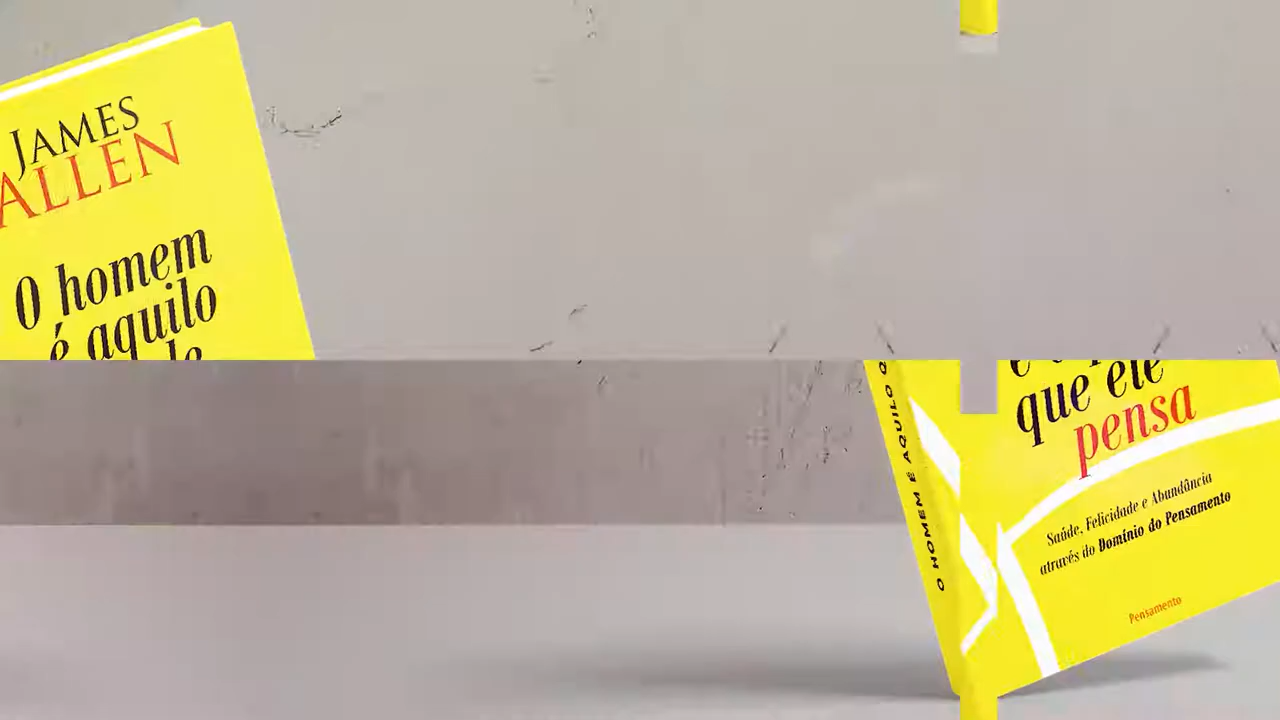 JAMES
ALLEN
O homem
é aquilo
que ele
pensa
Saúde, Felicidade e Abundância
através do Domínio do Pensamento
Pensamento
O HOMEM É AQUILO